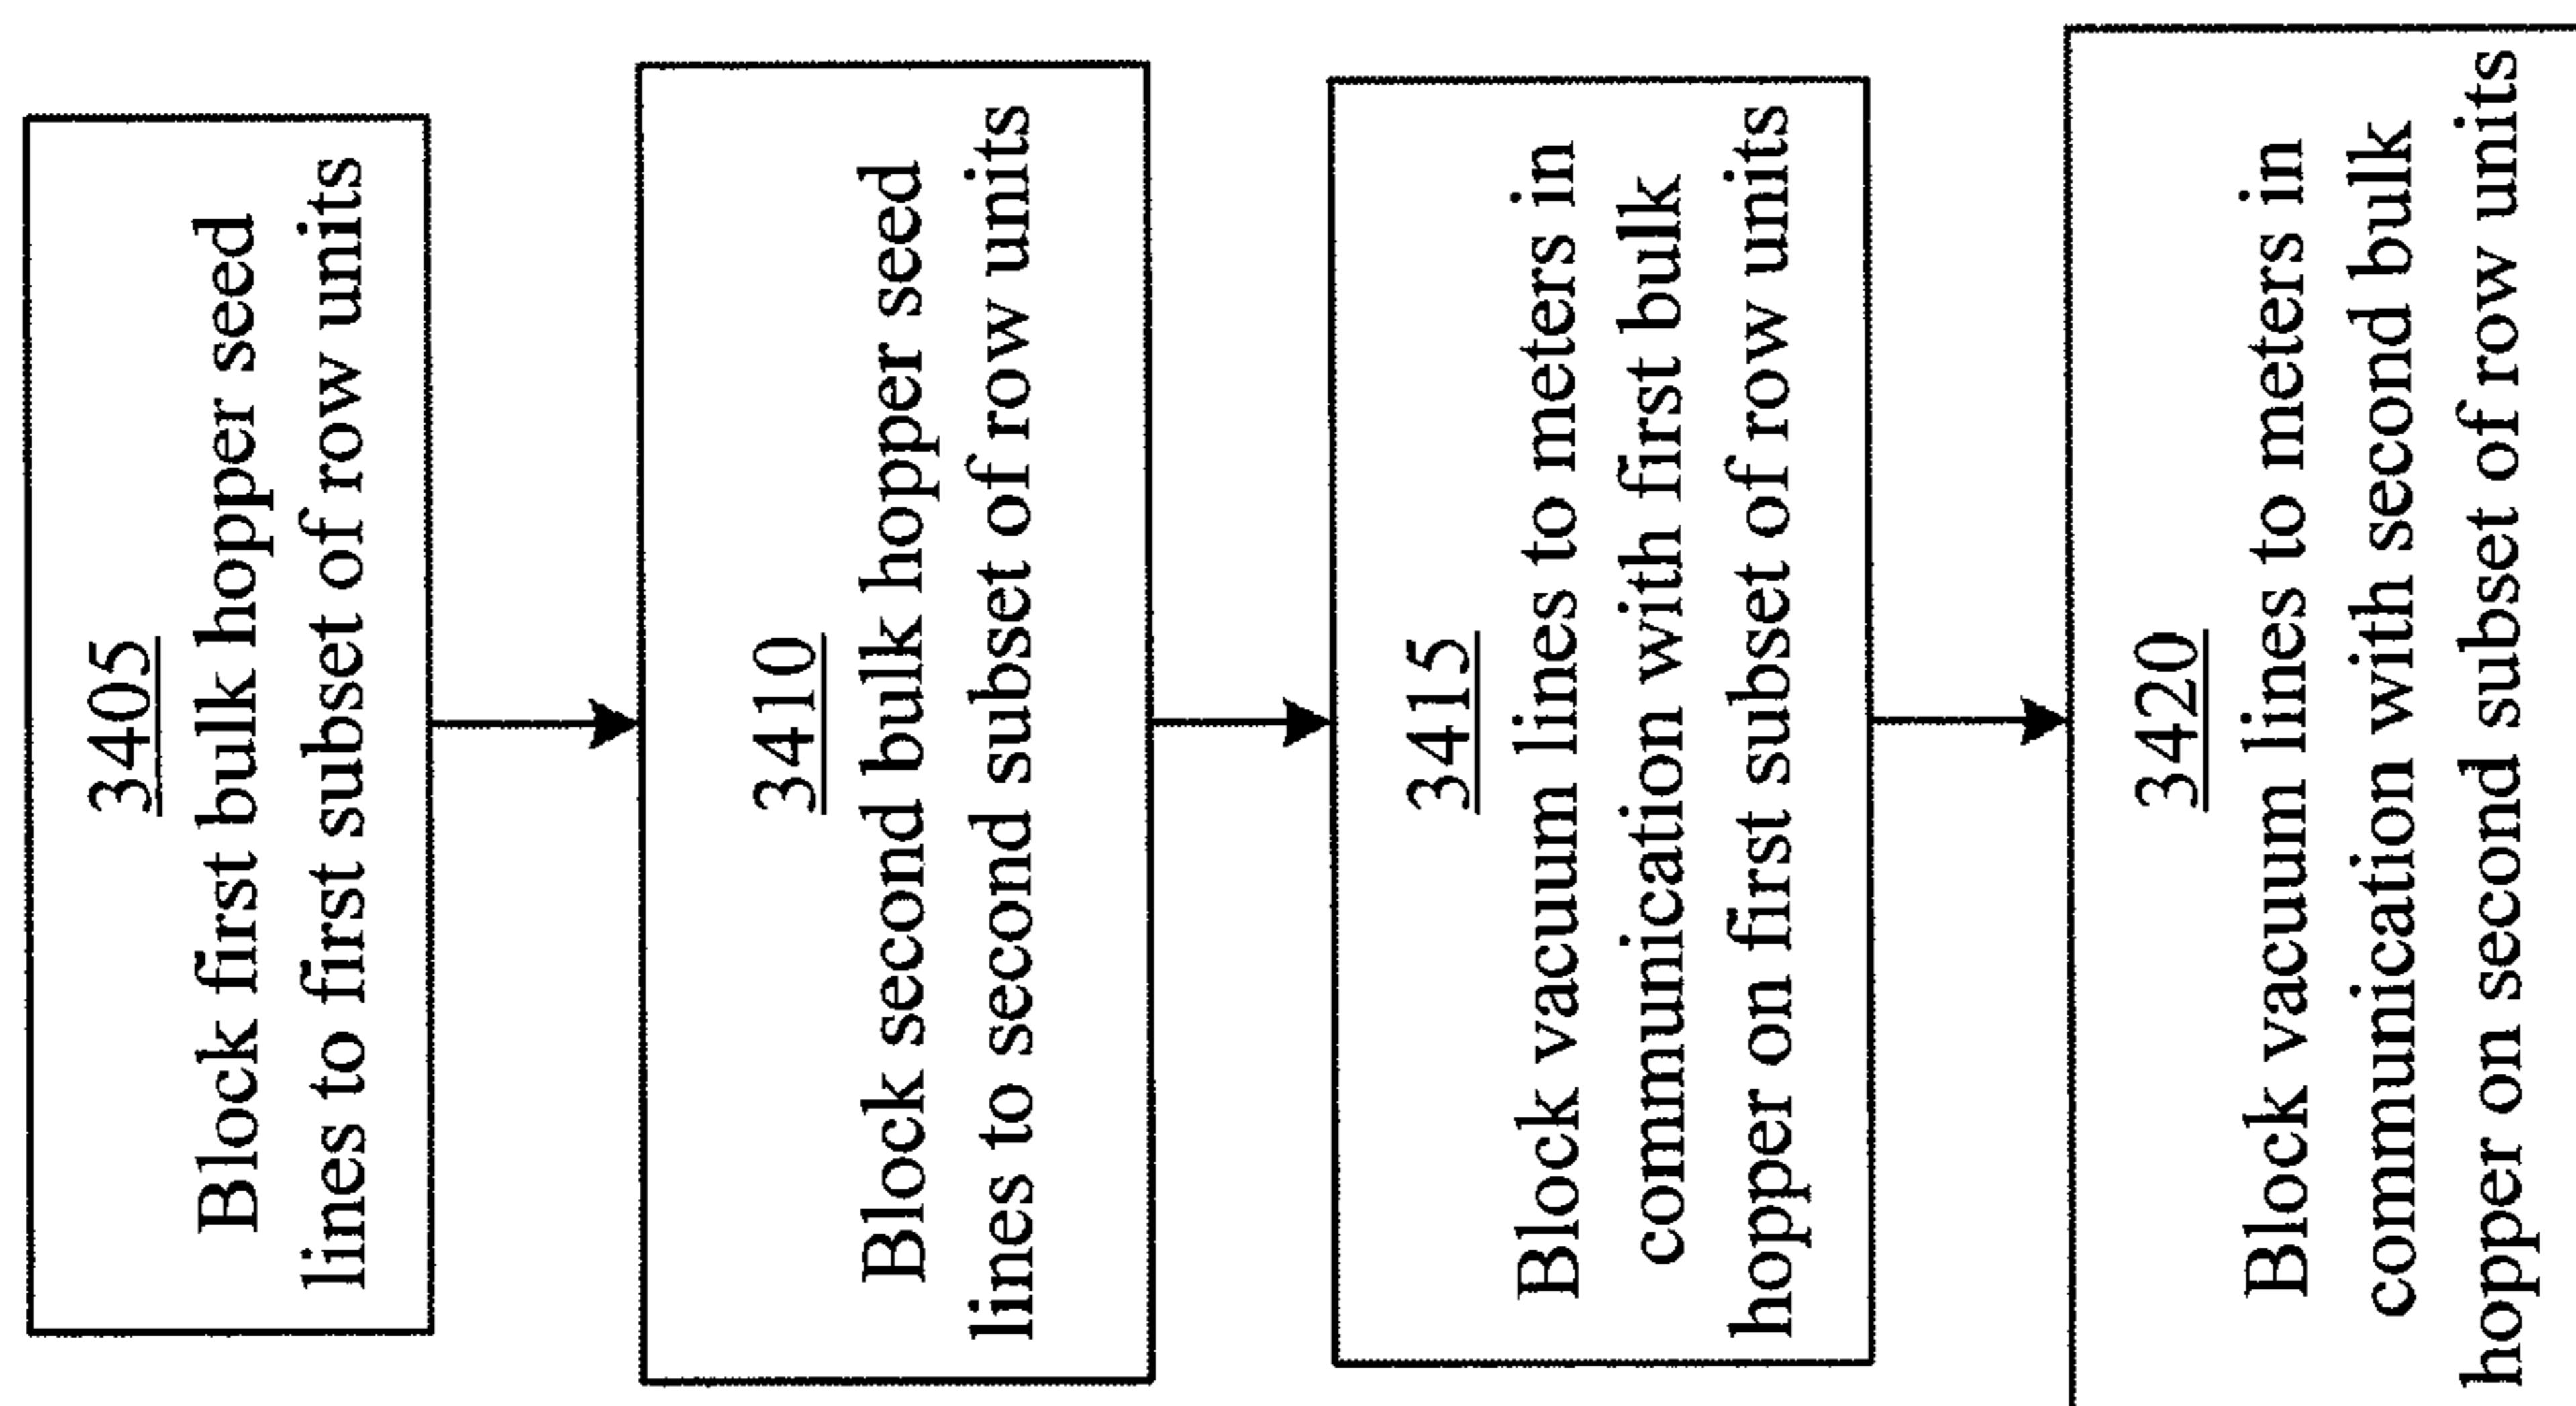 3405
Block first bulk hopper seed
lines to first subset of row units
3410
Block second bulk hopper seed
lines to second subset of row units
3415
Block vacuum lines to meters in
communication with first bulk
hopper on first subset of row units
3420
Block vacuum lines to meters in
communication with second bulk
hopper on second subset of row units